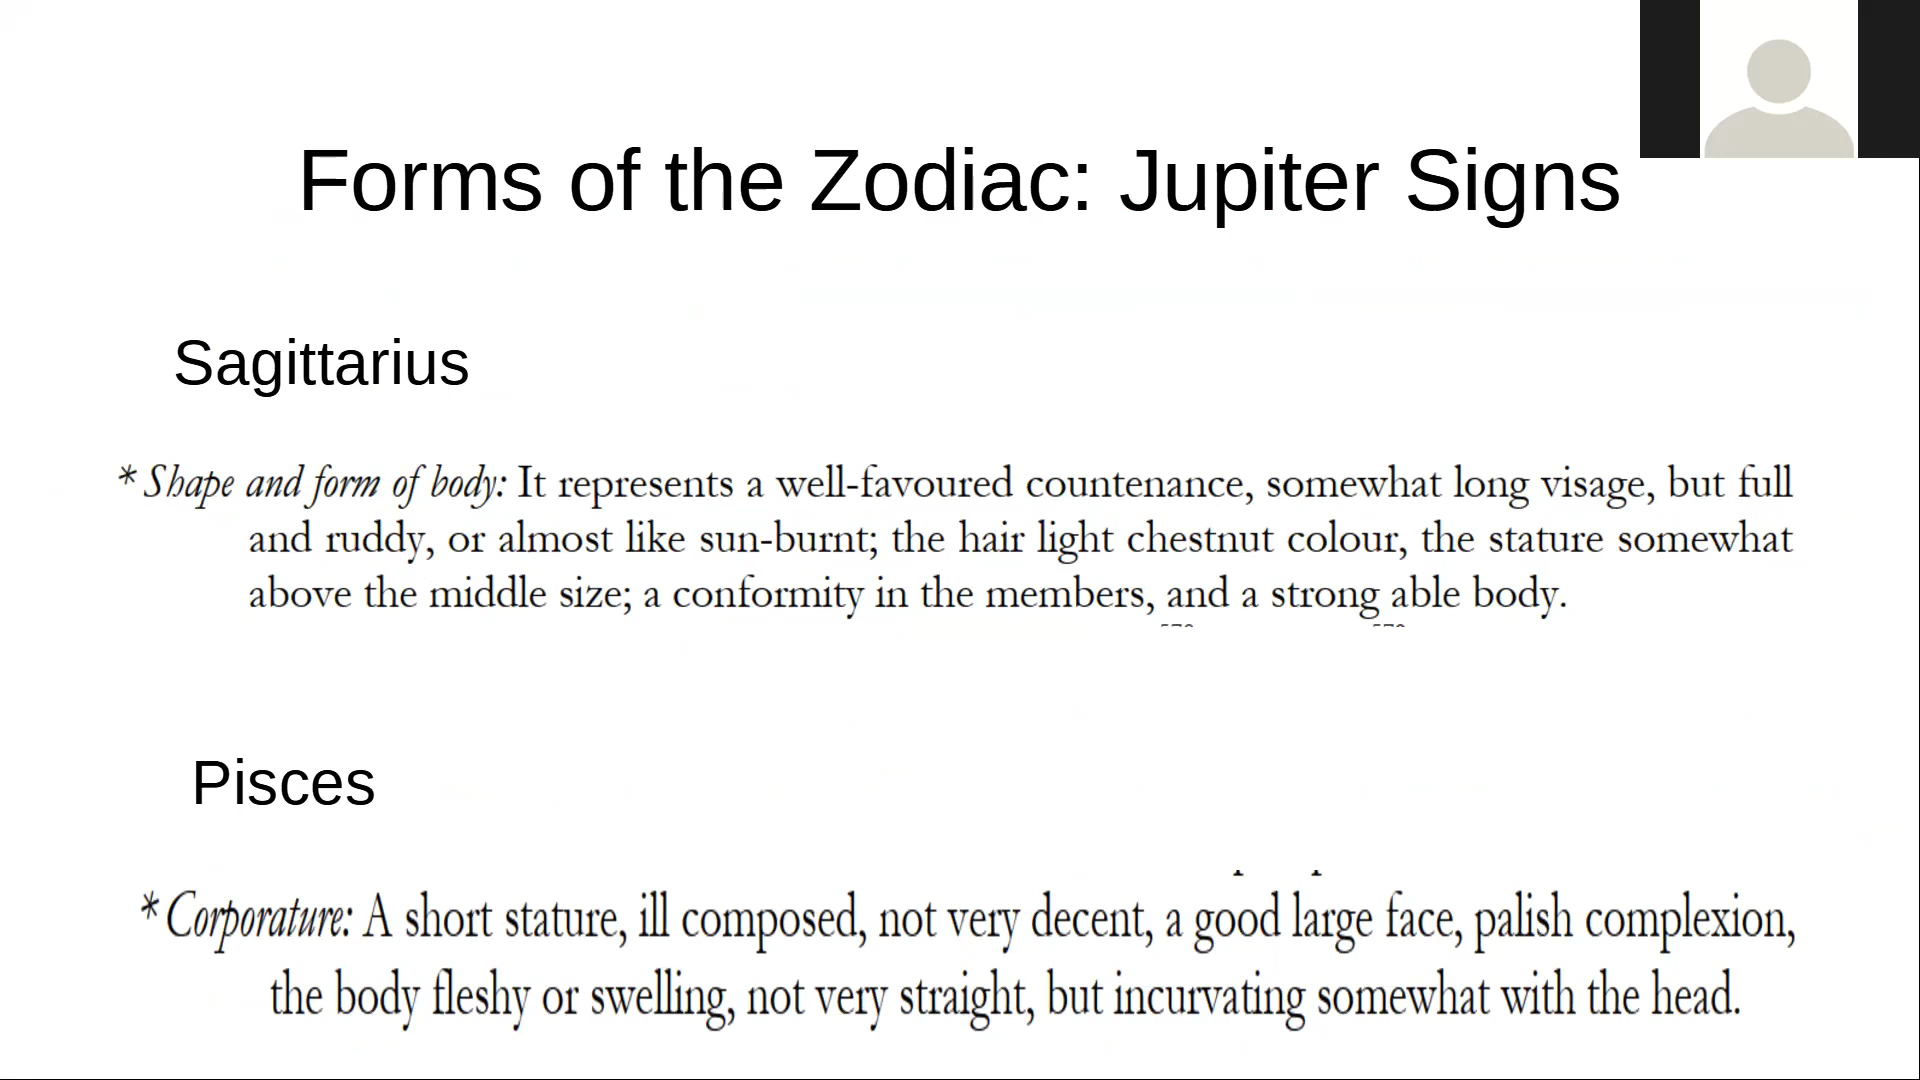 Forms of the Zodiac: Jupiter Signs
Sagittarius
* Shape and form of body: It represents a well-favoured countenance, somewhat long visage, but full
and ruddy, or almost like sun-burnt; the hair light chestnut colour, the stature somewhat
above the middle size; a conformity in the members, and a strong able body.
Pisces
* Corporature: A short stature, ill composed, not very decent, a good large face, palish complexion,
the body fleshy or swelling, not very straight, but incurvating somewhat with the head.